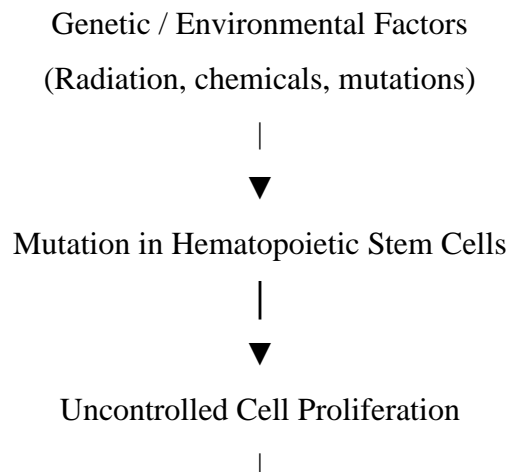 Genetic / Environmental Factors
(Radiation, chemicals, mutations)
|
▼
Mutation in Hematopoietic Stem Cells
|
▼
Uncontrolled Cell Proliferation
|